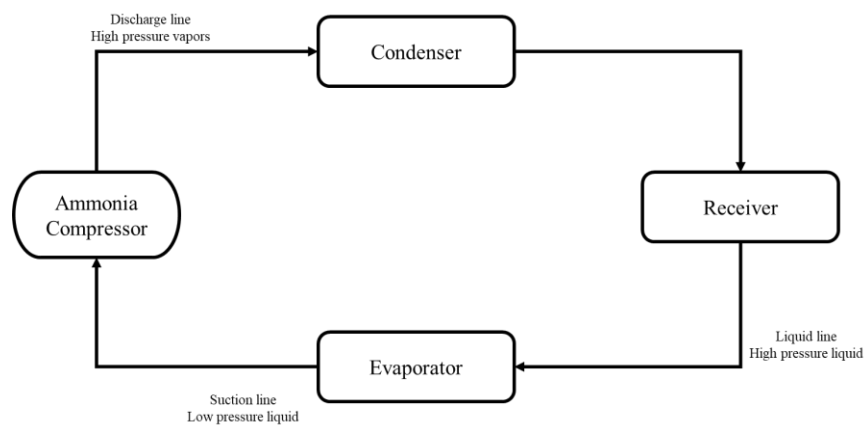 Discharge line
High pressure vapors
Condenser
Ammonia
Compressor
Receiver
Liquid line
High pressure liquid
Evaporator
Suction line
Low pressure liquid